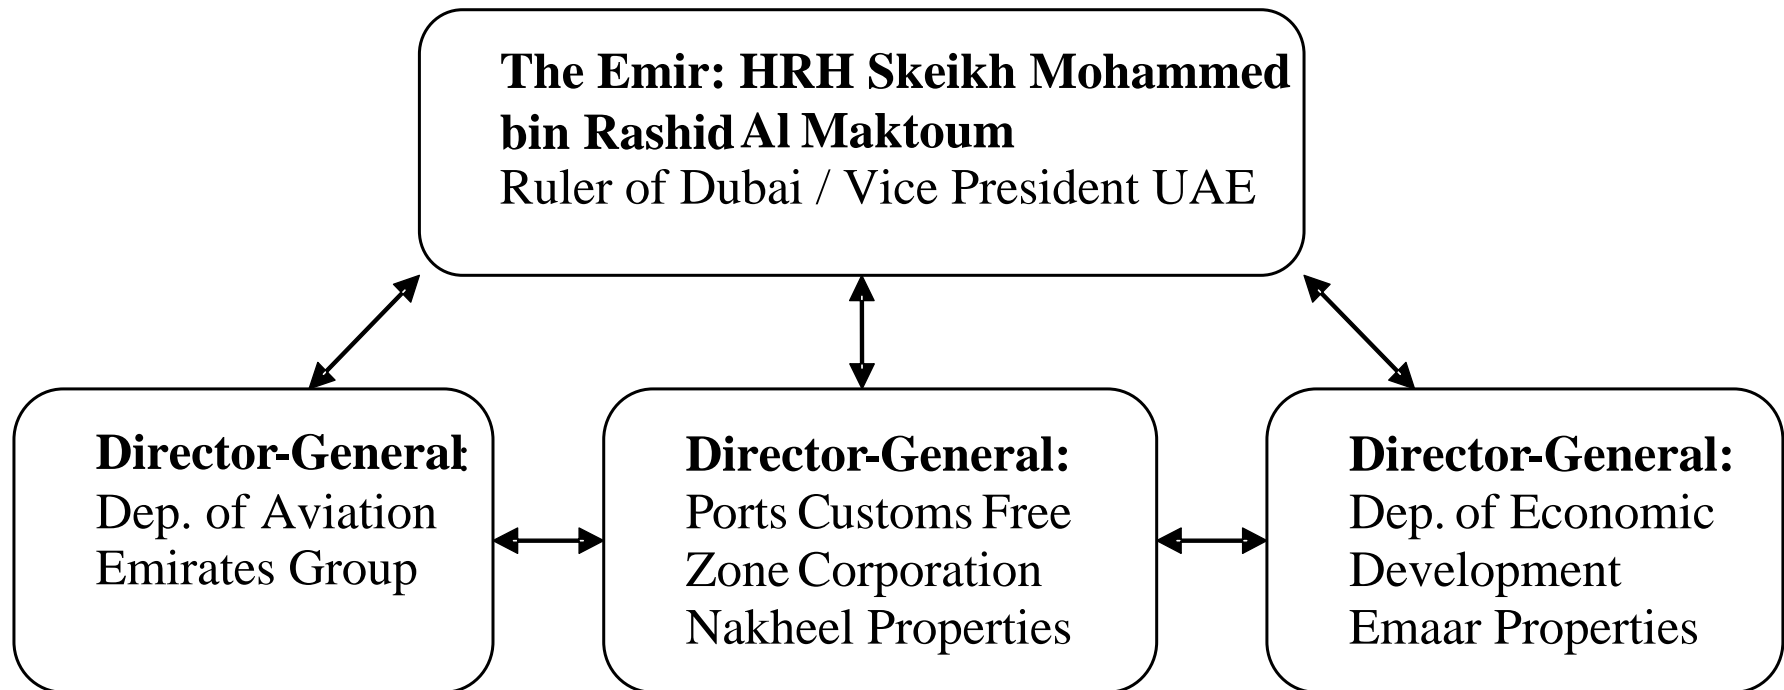 The Emir: HRH Skeikh Mohammed
bin Rashid Al Maktoum
Ruler of Dubai / Vice President UAE
Director-General:
Dep. of Aviation
Emirates Group
Director-General:
Ports Customs Free
Zone Corporation
Nakheel Properties
Director-General:
Dep. of Economic
Development
Emaar Properties